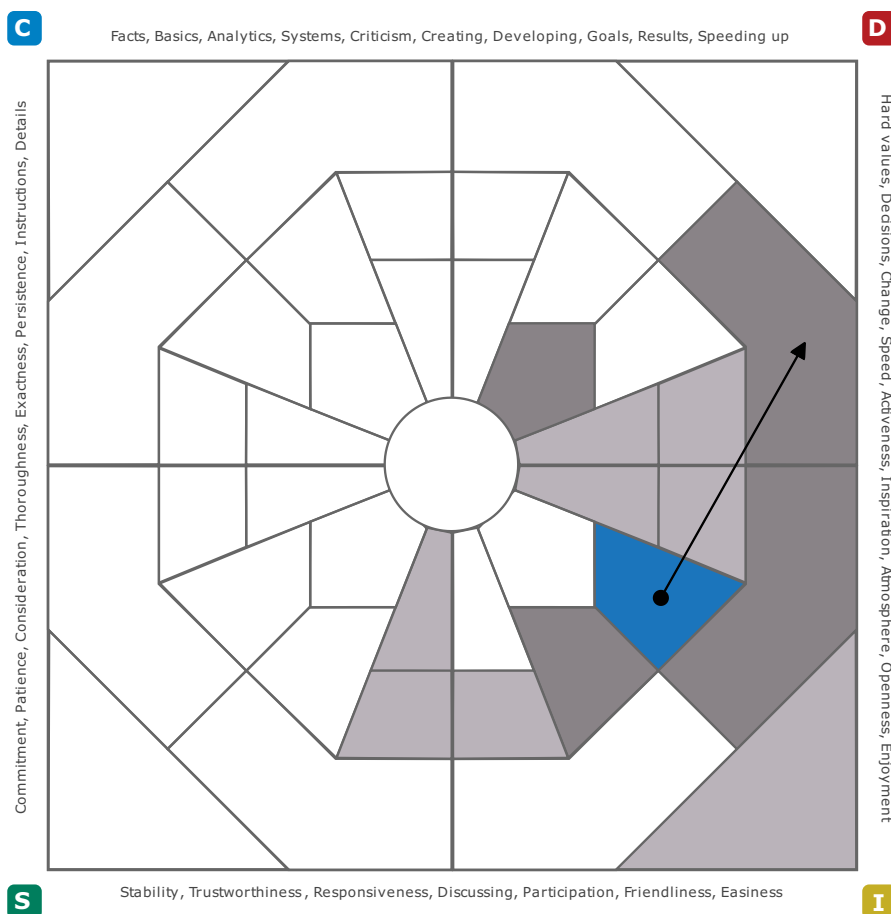 C
D
Facts, Basics, Analytics, Systems, Criticism, Creating, Developing, Goals, Results, Speeding up
Commitment, Patience, Consideration, Thoroughness, Exactness, Persistence, Instructions, Details
Hard values, Decisions, Change, Speed, Activeness, Inspiration, Atmosphere, Openness, Enjoyment
S
Stability, Trustworthiness, Responsiveness, Discussing, Participation, Friendliness, Easiness
I